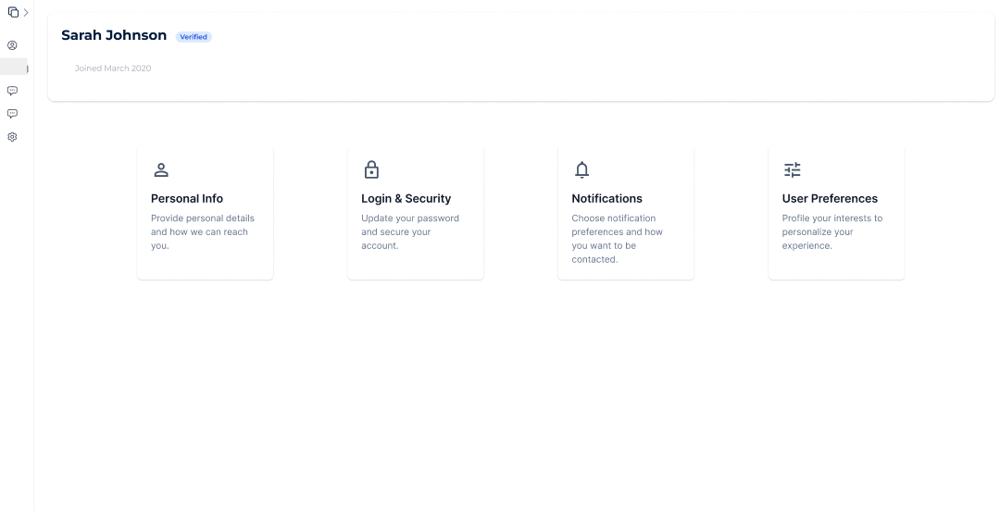 Sarah Johnson Verified
Joined March 2020
Personal Info
Provide personal details
and how we can reach
you.
Login & Security
Update your password
and secure your
account.
Notifications
Choose notification
preferences and how
you want to be
contacted.
User Preferences
Profile your interests to
personalize your
experience.